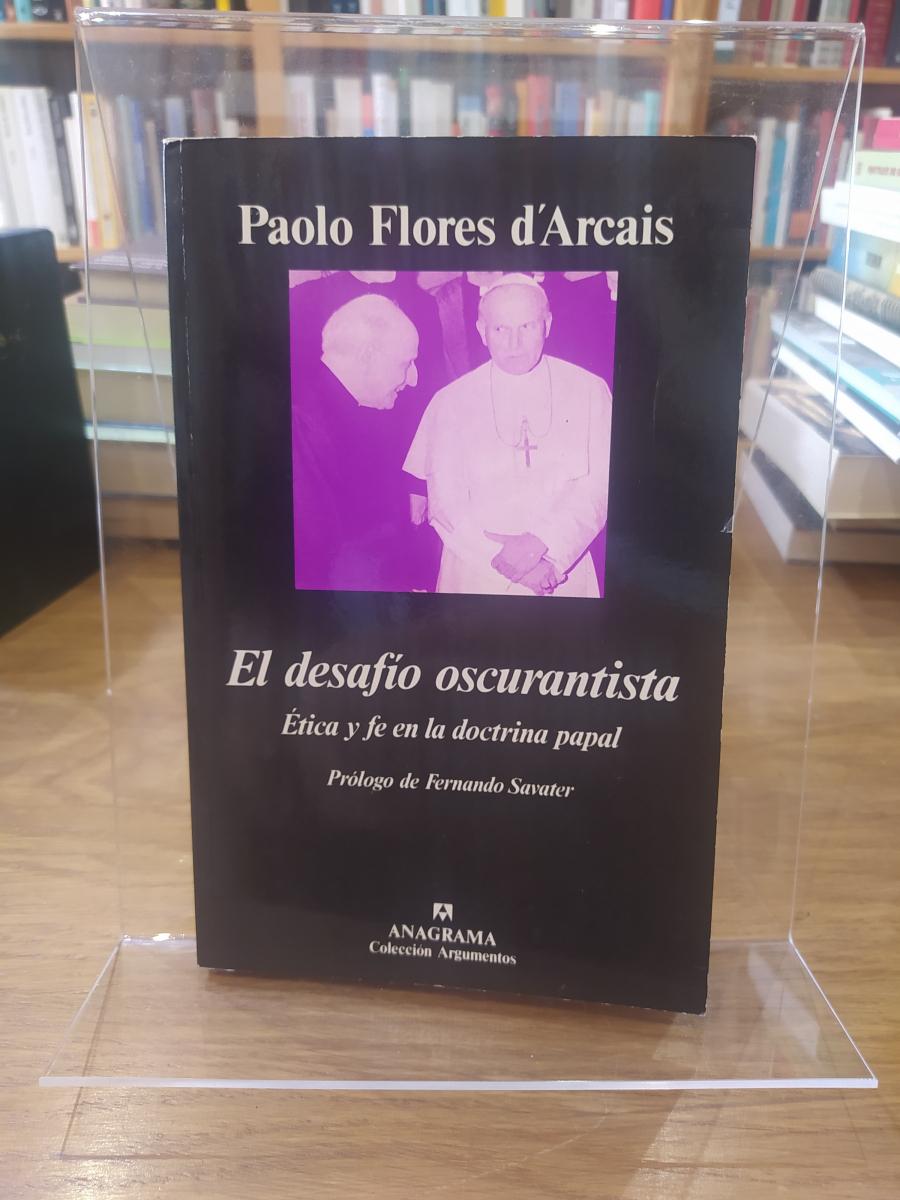 Paolo Flores d'Arcais
El desafío oscurantista
Ética y fe en la doctrina papal
Prólogo de Fernando Savater
ANAGRAMA
Colección Argumentos